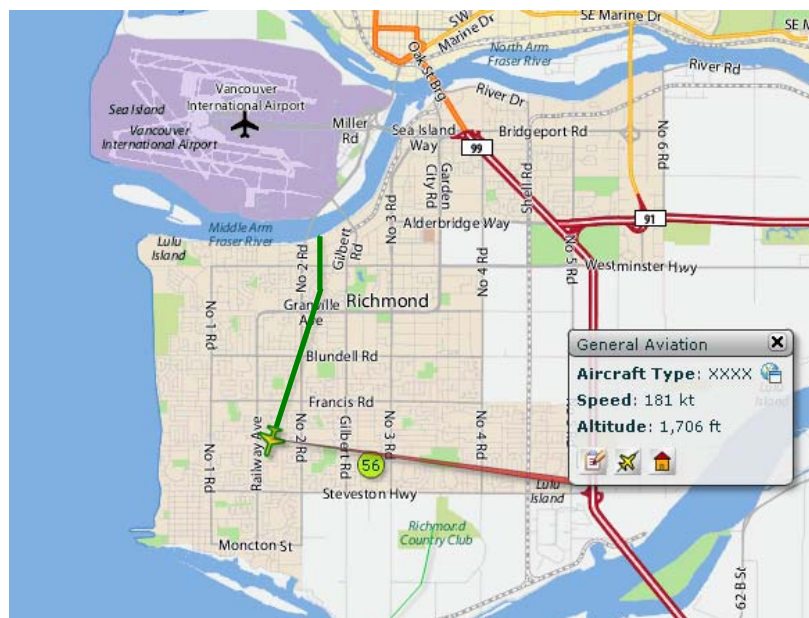 SW
Marine Dr
SE Marine Dr
SE M
Oak St Brg
North Arm
Fraser River
River Rd
River Dr
Vancouver
International Airport
Sea Island
Vancouver
International Airport
Miller
Rd
Sea Island
Way
99
Bridgeport Rd
No 6 Rd
Garden
City Rd
Shell Rd
No 3 Rd
Middle Arm
Fraser River
Alderbridge Way
91
Lulu
Island
No 2 Rd
Gilbert
Rd
No 4 Rd
No 5 Rd
Westminster Hwy
No 1 Rd
Granville
Ave
Richmond
Blundell Rd
General Aviation
Aircraft Type: XXXX
Speed: 181 kt
Altitude: 1,706 ft
Francis Rd
Railway Ave
No 1 Rd
No 2 Rd
Gilbert Rd
No 3 Rd
No 4 Rd
56
Steveston Hwy
Lulu
Island
Richmond
Country Club
Moncton St
62 B St